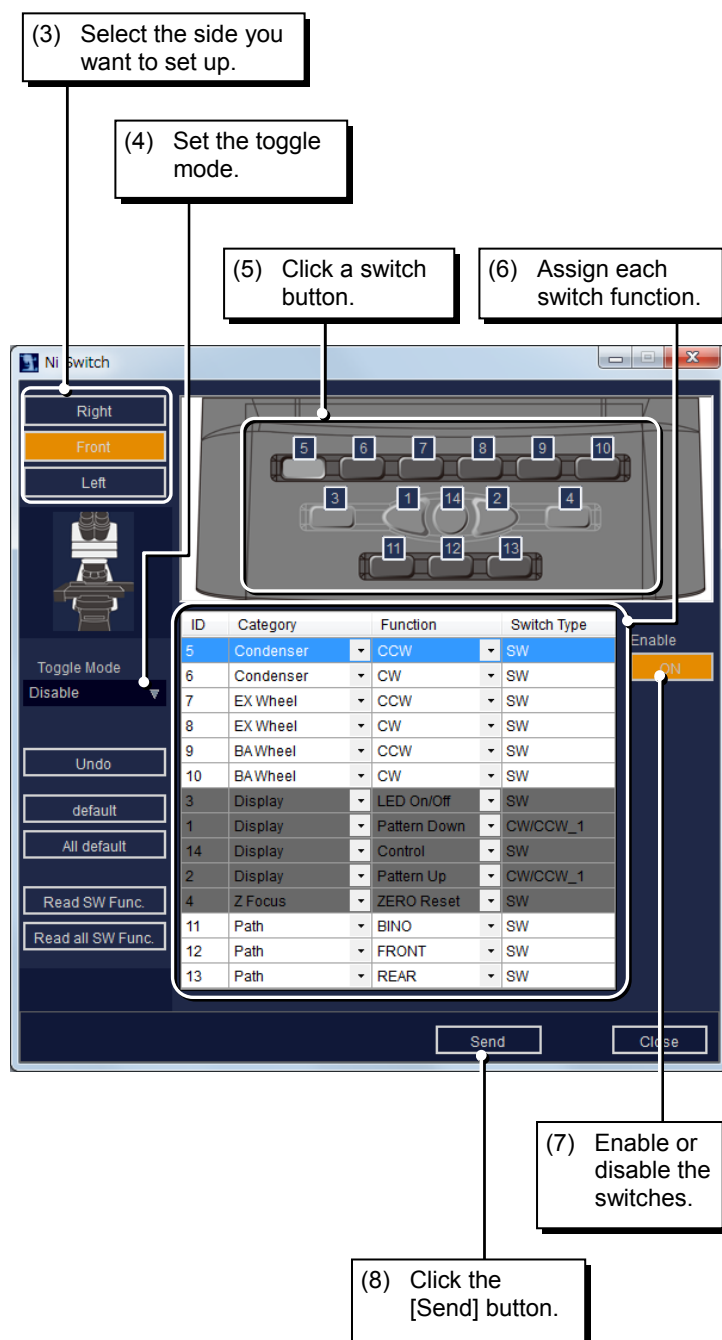 (3) Select the side you
want to set up.
(4) Set the toggle
mode.
(5) Click a switch
button.
(6) Assign each
switch function.
Ni Switch
Right
Front
Left
5 6 7 8 9 10
3 1 14 2 4
11 12 13
Toggle Mode
Disable
Undo
default
All default
Read SW Func.
Read all SW Func.
ID Category Function Switch Type
5 Condenser CCW SW
6 Condenser CW SW
7 EX Wheel CCW SW
8 EX Wheel CW SW
9 BA Wheel CCW SW
10 BA Wheel CW SW
3 Display LED On/Off SW
1 Display Pattern Down CW/CCW_1
14 Display Control SW
2 Display Pattern Up CW/CCW_1
4 Z Focus ZERO Reset SW
11 Path BINO SW
12 Path FRONT SW
13 Path REAR SW
Enable
ON
Send
Close
(7) Enable or
disable the
switches.
(8) Click the
[Send] button.